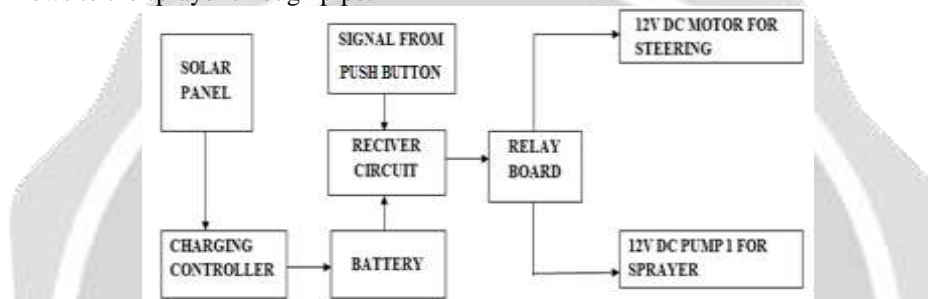 SIGNAL FROM
PUSH BUTTON
12V DC MOTOR FOR
STEERING
SOLAR
PANEL
RECIVER
CIRCUIT
RELAY
BOARD
CHARGING
CONTROLLER
BATTERY
12V DC PUMP 1 FOR
SPRAYER